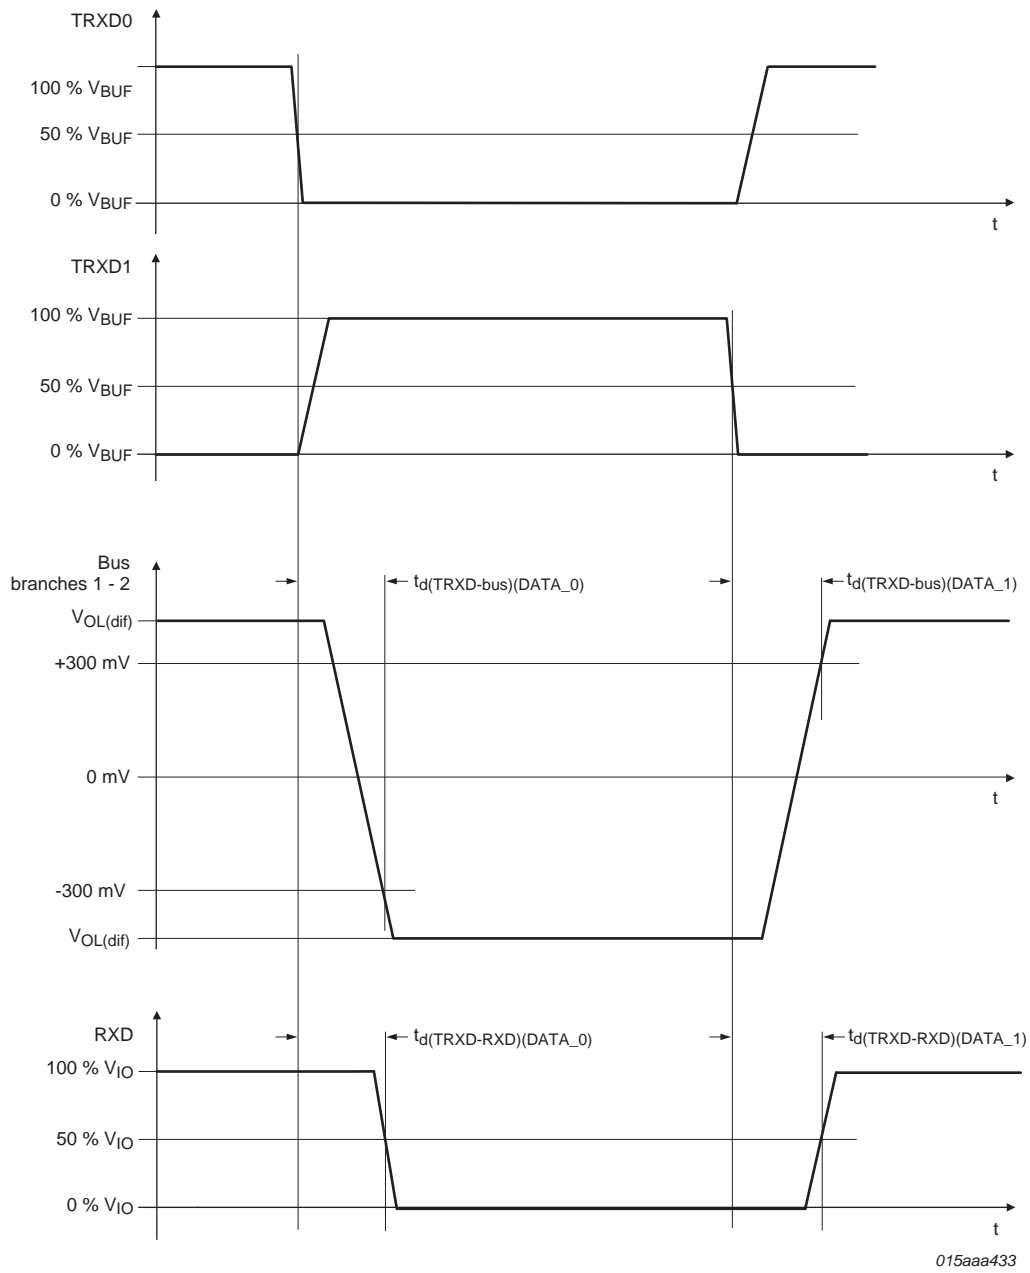 TRXD0
100 % VBUF
50 % VBUF
0 % VBUF
t
TRXD1
100 % VBUF
50 % VBUF
0 % VBUF
t
Bus
branches 1 - 2
td(TRXD-bus)(DATA_0)
td(TRXD-bus)(DATA_1)
VOL(dif)
+300 mV
0 mV
t
-300 mV
VOL(dif)
RXD
td(TRXD-RXD)(DATA_0)
td(TRXD-RXD)(DATA_1)
100 % VIO
50 % VIO
0 % VIO
t
015aaa433